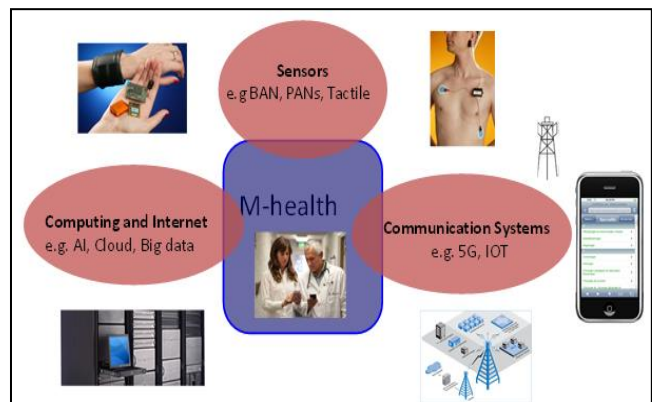 Sensors
e.g BAN, PANs, Tactile
M-health
Computing and Internet
e.g. AI, Cloud, Big data
Communication Systems
e.g. 5G, IOT